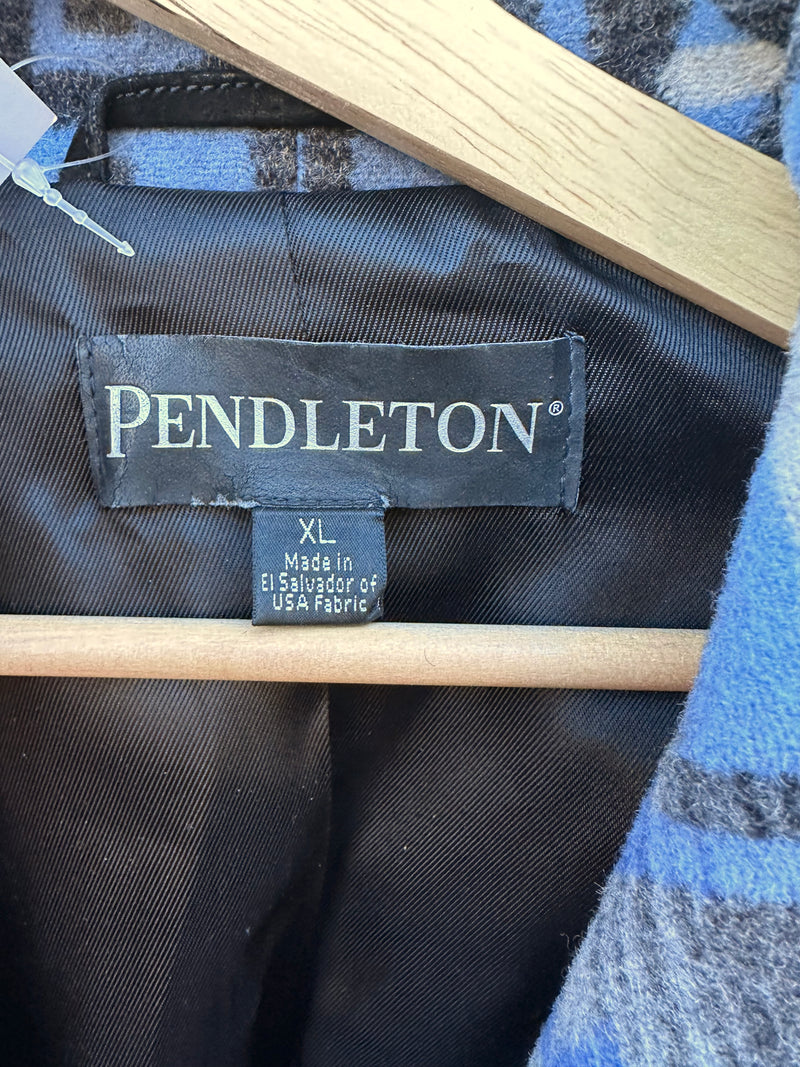 PENDLETON®
XL
Made in
El Salvador of
USA Fabric